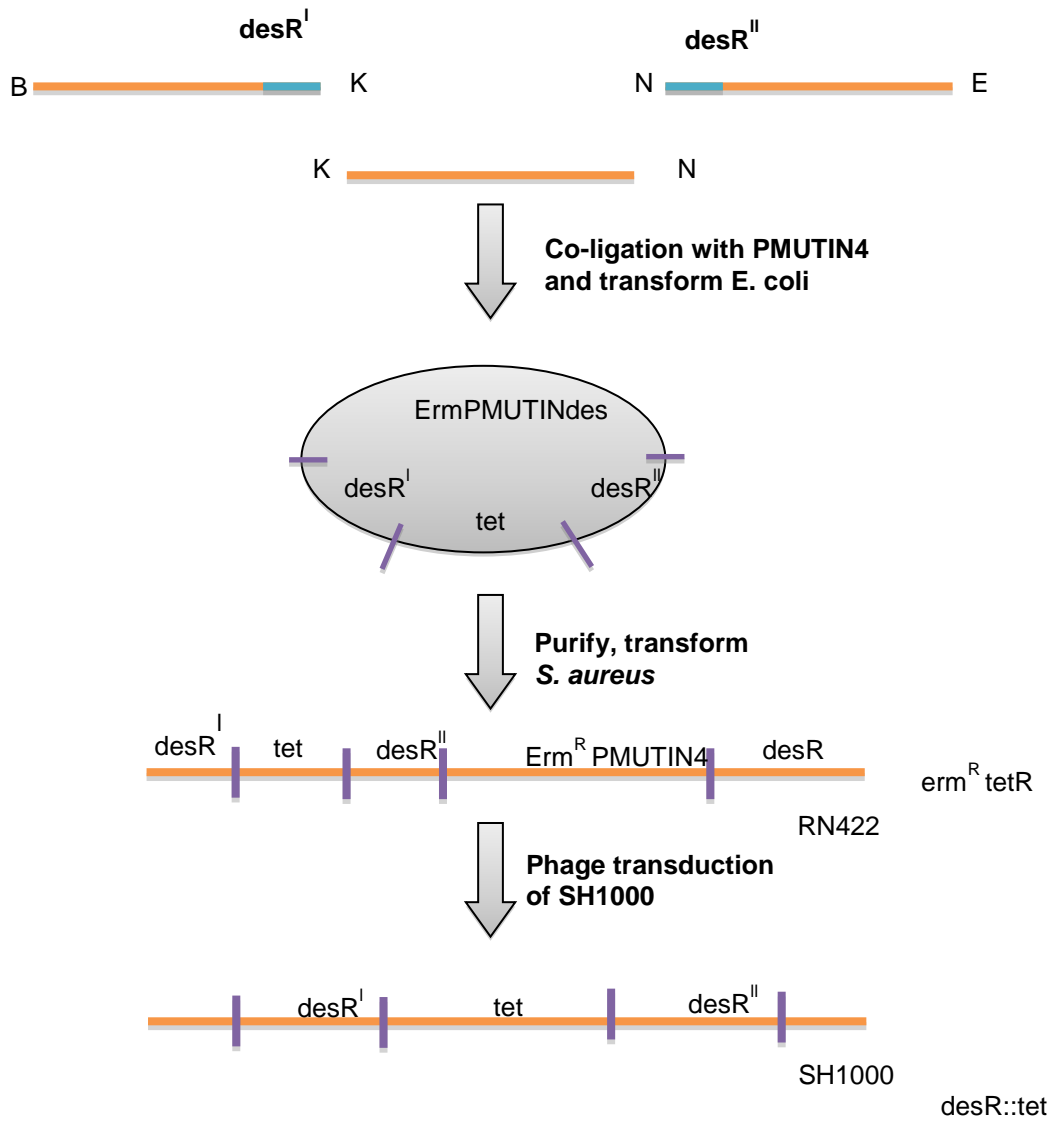 desR^I
desR^II
B
K
N
E
K
N
Co-ligation with PMUTIN4
and transform E. coli
ErmPMUTINdes
desR^I
desR^II
tet
Purify, transform
S. aureus
desR^I
tet
desR^II
Erm^R PMUTIN4
desR
erm^R tetR
RN422
Phage transduction
of SH1000
desR^I
tet
desR^II
SH1000
desR::tet